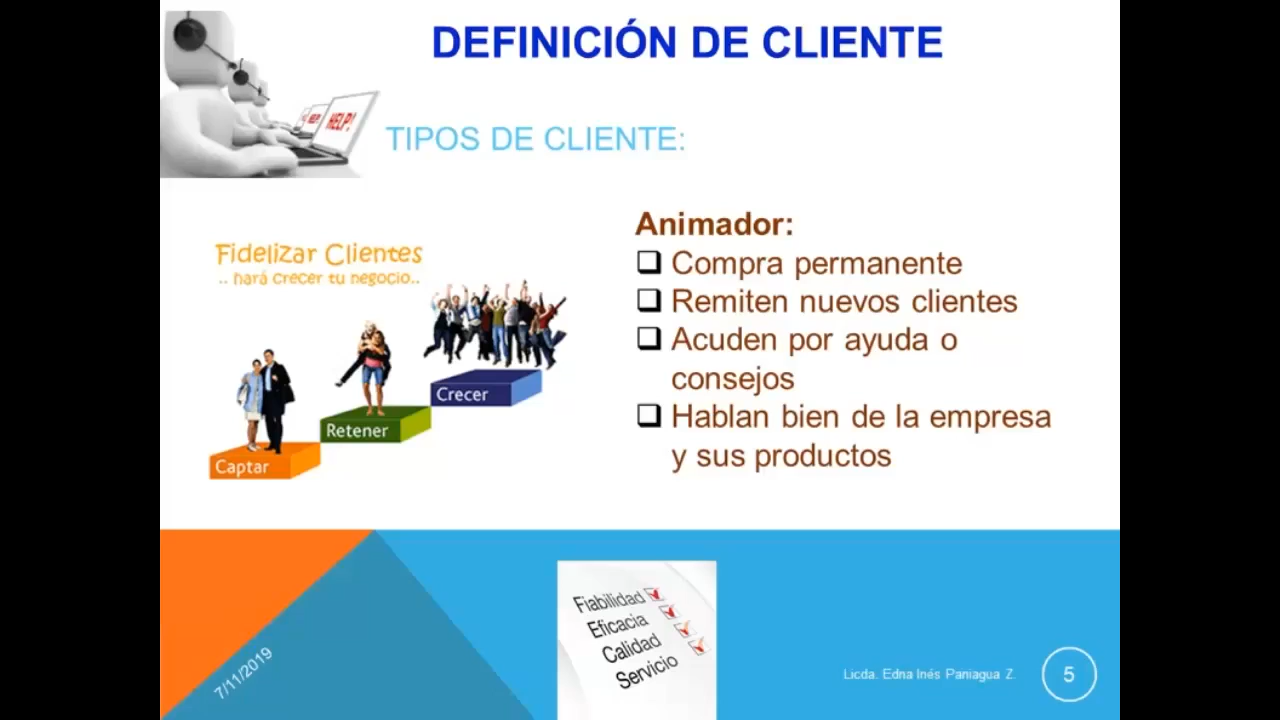 DEFINICIÓN DE CLIENTE
HELP!
HELP!
TIPOS DE CLIENTE:
Fidelizar Clientes
.. hará crecer tu negocio..
Captar
Retener
Crecer
Animador:
Compra permanente
Remiten nuevos clientes
Acuden por ayuda o
consejos
Hablan bien de la empresa
y sus productos
Fiabilidad
Eficacia
Calidad
Servicio
7/11/2019
Licda. Edna Inés Paniagua Z.
5